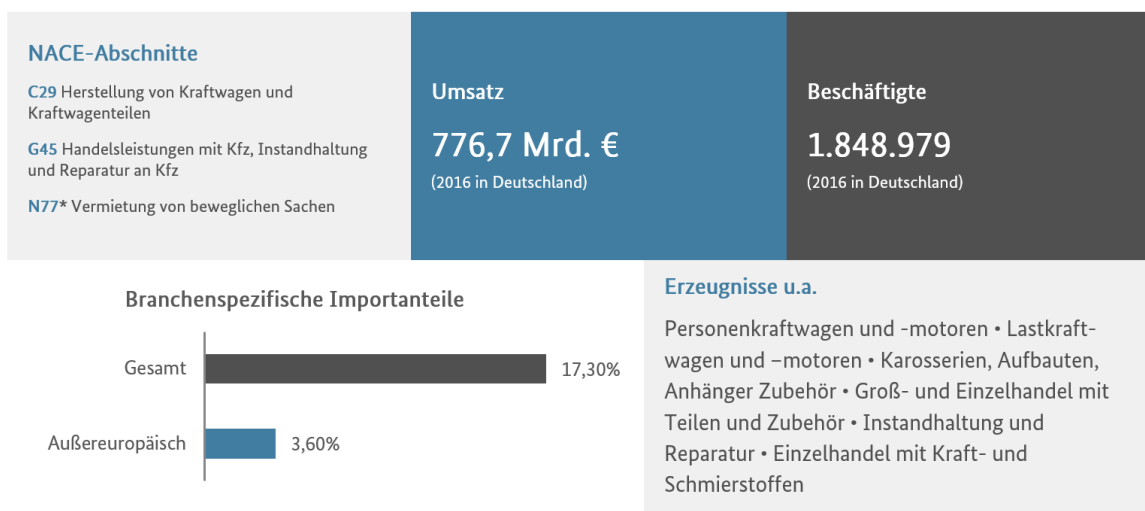 NACE-Abschnitte
C29 Herstellung von Kraftwagen und
Kraftwagenteilen
G45 Handelsleistungen mit Kfz, Instandhaltung
und Reparatur an Kfz
N77* Vermietung von beweglichen Sachen
Umsatz
776,7 Mrd. €
(2016 in Deutschland)
Beschäftigte
1.848.979
(2016 in Deutschland)
Branchenspezifische Importanteile
Gesamt
17,30%
Außereuropäisch
3,60%
Erzeugnisse u.a.
Personenkraftwagen und -motoren • Lastkraft-
wagen und –motoren • Karosserien, Aufbauten,
Anhänger Zubehör • Groß- und Einzelhandel mit
Teilen und Zubehör • Instandhaltung und
Reparatur • Einzelhandel mit Kraft- und
Schmierstoffen